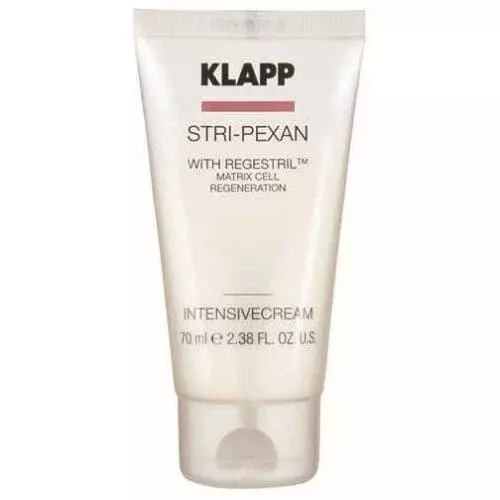 KLAPP
STRI-PEXAN
WITH REGESTRIL™
MATRIX CELL
REGENERATION
INTENSIVECREAM
70 ml ℮ 2.38 FL. OZ. U.S.